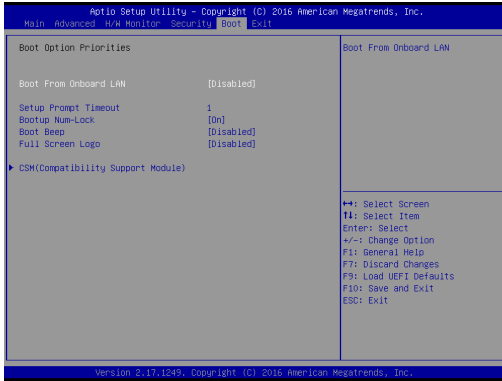 Aptio Setup Utility – Copyright (C) 2016 American Megatrends, Inc.
Main Advanced H/W Monitor Security Boot Exit
Boot Option Priorities
Boot From Onboard LAN [Disabled]
Setup Prompt Timeout 1
Bootup Num-Lock [On]
Boot Beep [Disabled]
Full Screen Logo [Disabled]
▶ CSM(Compatibility Support Module)
Boot From Onboard LAN
↔: Select Screen
↑↓: Select Item
Enter: Select
+/-: Change Option
F1: General Help
F7: Discard Changes
F9: Load UEFI Defaults
F10: Save and Exit
ESC: Exit
Version 2.17.1249. Copyright (C) 2016 American Megatrends, Inc.